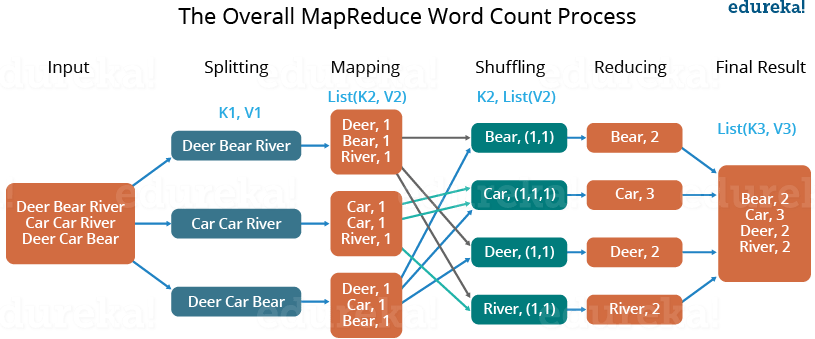 The Overall MapReduce Word Count Process
edureka!
Input
Splitting
Mapping
Shuffling
Reducing
Final Result
K1, V1
List(K2, V2)
K2, List(V2)
List(K3, V3)
Deer Bear River
Car Car River
Deer Car Bear
Deer Bear River
Car Car River
Deer Car Bear
Deer, 1
Bear, 1
River, 1
Car, 1
Car, 1
River, 1
Deer, 1
Car, 1
Bear, 1
Bear, (1,1)
Car, (1,1,1)
Deer, (1,1)
River, (1,1)
Bear, 2
Car, 3
Deer, 2
River, 2
Bear, 2
Car, 3
Deer, 2
River, 2